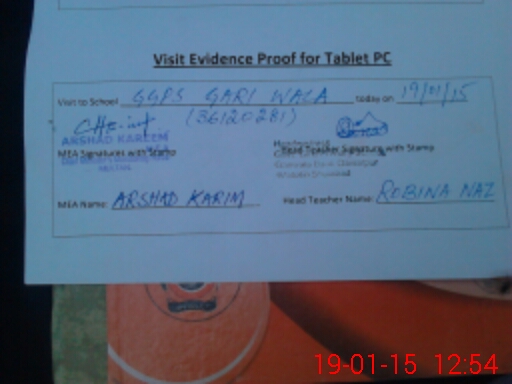 Visit Evidence Proof for Tablet PC
Visit to School GGPS GARI WALA today on 19/01/15
(36120281)
ARSHAD KAREEM
MEA Signatures with Stamp Head Teacher Signature with Stamp
MEA Name: ARSHAD KARIM Head Teacher Name: ROBINA NAZ
19-01-15 12:54